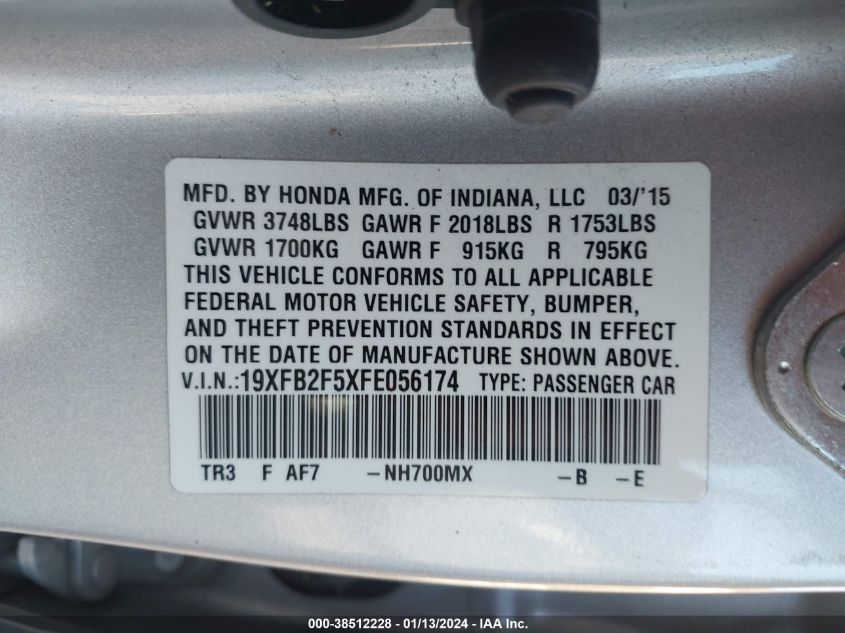 MFD. BY HONDA MFG. OF INDIANA, LLC 03/'15
GVWR 3748LBS GAWR F 2018LBS R 1753LBS
GVWR 1700KG GAWR F 915KG R 795KG
THIS VEHICLE CONFORMS TO ALL APPLICABLE
FEDERAL MOTOR VEHICLE SAFETY, BUMPER,
AND THEFT PREVENTION STANDARDS IN EFFECT
ON THE DATE OF MANUFACTURE SHOWN ABOVE.
V.I.N.:19XFB2F5XFE056174 TYPE: PASSENGER CAR
TR3 F AF7 –NH700MX –B –E
000-38512228 - 01/13/2024 - IAA Inc.